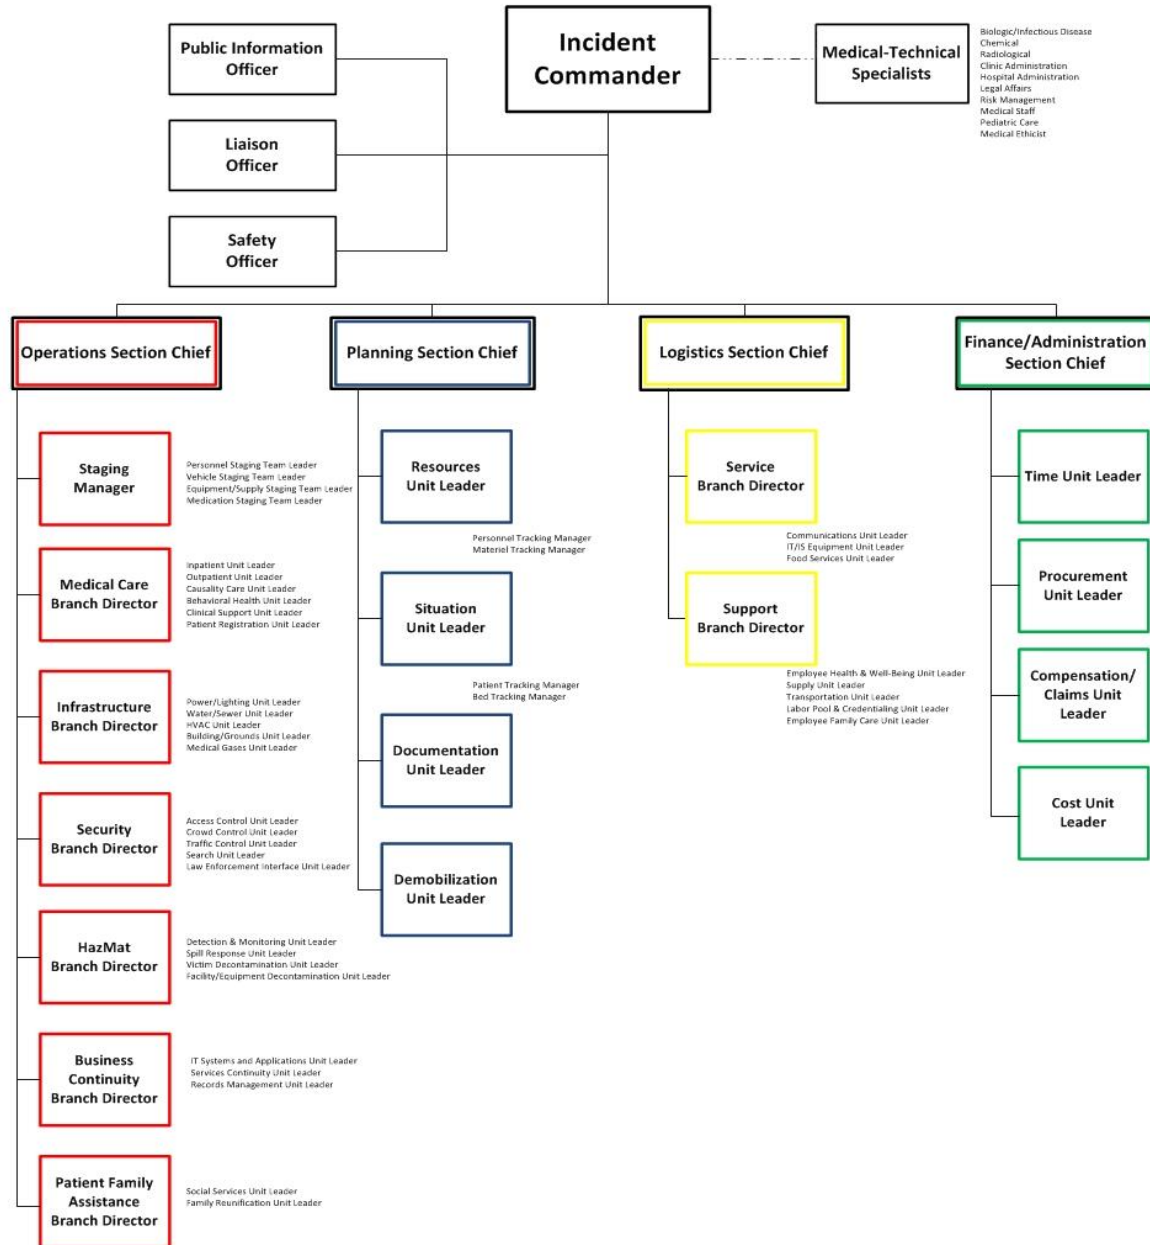 Public Information
Officer
Incident
Commander
Medical-Technical
Specialists
Biologic/Infectious Disease
Chemical
Radiological
Clinic Administration
Hospital Administration
Legal Affairs
Risk Management
Medical Staff
Pediatric Care
Medical Ethicist
Liaison
Officer
Safety
Officer
Operations Section Chief
Planning Section Chief
Logistics Section Chief
Finance/Administration
Section Chief
Staging
Manager
Personnel Staging Team Leader
Vehicle Staging Team Leader
Equipment/Supply Staging Team Leader
Medication Staging Team Leader
Medical Care
Branch Director
Inpatient Unit Leader
Outpatient Unit Leader
Causality Care Unit Leader
Behavioral Health Unit Leader
Clinical Support Unit Leader
Patient Registration Unit Leader
Infrastructure
Branch Director
Power/Lighting Unit Leader
Water/Sewer Unit Leader
HVAC Unit Leader
Building/Grounds Unit Leader
Medical Gases Unit Leader
Security
Branch Director
Access Control Unit Leader
Crowd Control Unit Leader
Traffic Control Unit Leader
Search Unit Leader
Law Enforcement Interface Unit Leader
HazMat
Branch Director
Detection & Monitoring Unit Leader
Spill Response Unit Leader
Victim Decontamination Unit Leader
Facility/Equipment Decontamination Unit Leader
Business
Continuity
Branch Director
IT Systems and Applications Unit Leader
Services Continuity Unit Leader
Records Management Unit Leader
Patient Family
Assistance
Branch Director
Social Services Unit Leader
Family Reunification Unit Leader
Resources
Unit Leader
Personnel Tracking Manager
Materiel Tracking Manager
Situation
Unit Leader
Patient Tracking Manager
Bed Tracking Manager
Documentation
Unit Leader
Demobilization
Unit Leader
Service
Branch Director
Communications Unit Leader
IT/IS Equipment Unit Leader
Food Services Unit Leader
Support
Branch Director
Employee Health & Well-Being Unit Leader
Supply Unit Leader
Transportation Unit Leader
Labor Pool & Credentialing Unit Leader
Employee Family Care Unit Leader
Time Unit Leader
Procurement
Unit Leader
Compensation/
Claims Unit
Leader
Cost Unit
Leader